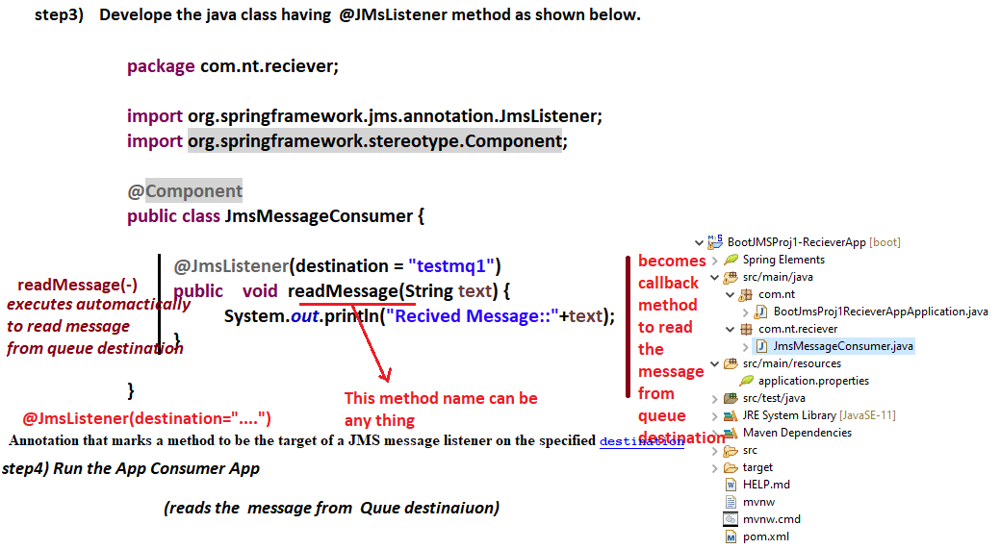 step3)   Develope the java class having  @JMsListener method as shown below.
package com.nt.reciever;
import org.springframework.jms.annotation.JmsListener;
import org.springframework.stereotype.Component;
@Component
public class JmsMessageConsumer {
@JmsListener(destination = "testmq1")
public   void  readMessage(String text) {
System.out.println("Recived Message::"+text);
}
}
readMessage(-)
executes automactically
to read message
from queue destination
This method name can be
any thing
becomes
callback
method
to read
the
message
from
queue
destination
@JmsListener(destination="....")
Annotation that marks a method to be the target of a JMS message listener on the specified destination
step4) Run the App Consumer App
(reads the  message from  Quue destinaiuon)
BootJMSProj1-RecieverApp [boot]
Spring Elements
src/main/java
com.nt
BootJmsProj1RecieverAppApplication.java
com.nt.reciever
JmsMessageConsumer.java
src/main/resources
application.properties
src/test/java
JRE System Library [JavaSE-11]
Maven Dependencies
src
target
HELP.md
mvnw
mvnw.cmd
pom.xml